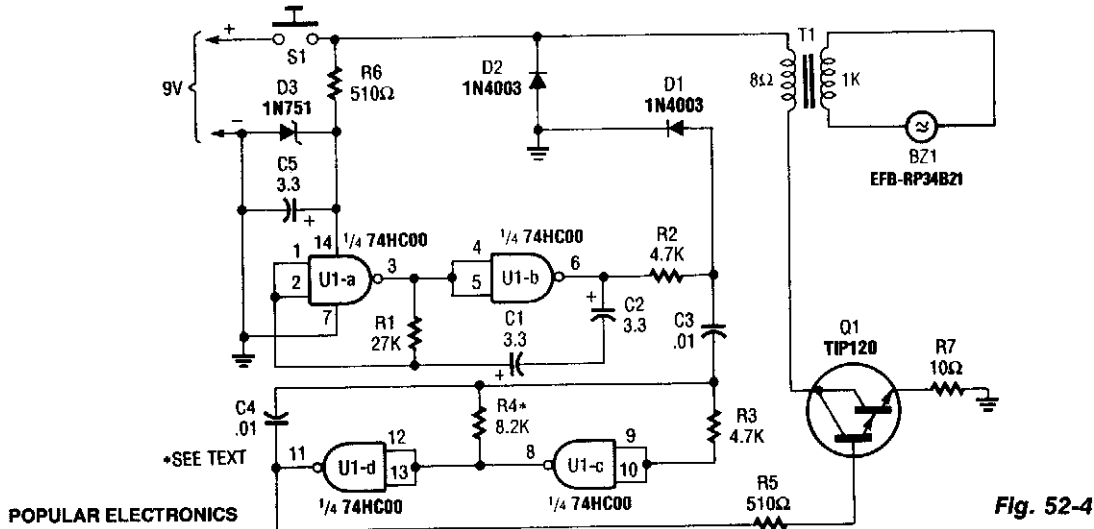 +
S1
9V
−
D3
1N751
R6
510Ω
D2
1N4003
D1
1N4003
T1
8Ω
1K
BZ1
EFB-RP34B21
C5
3.3
+
14
1/4 74HC00
1
2
U1-a
3
7
4
5
1/4 74HC00
U1-b
6
R2
4.7K
R1
27K
C1
3.3
+
+
C2
3.3
C3
.01
Q1
TIP120
R7
10Ω
C4
.01
R4*
8.2K
R3
4.7K
*SEE TEXT
11
U1-d
12
13
8
U1-c
9
10
1/4 74HC00
1/4 74HC00
R5
510Ω
POPULAR ELECTRONICS
Fig. 52-4